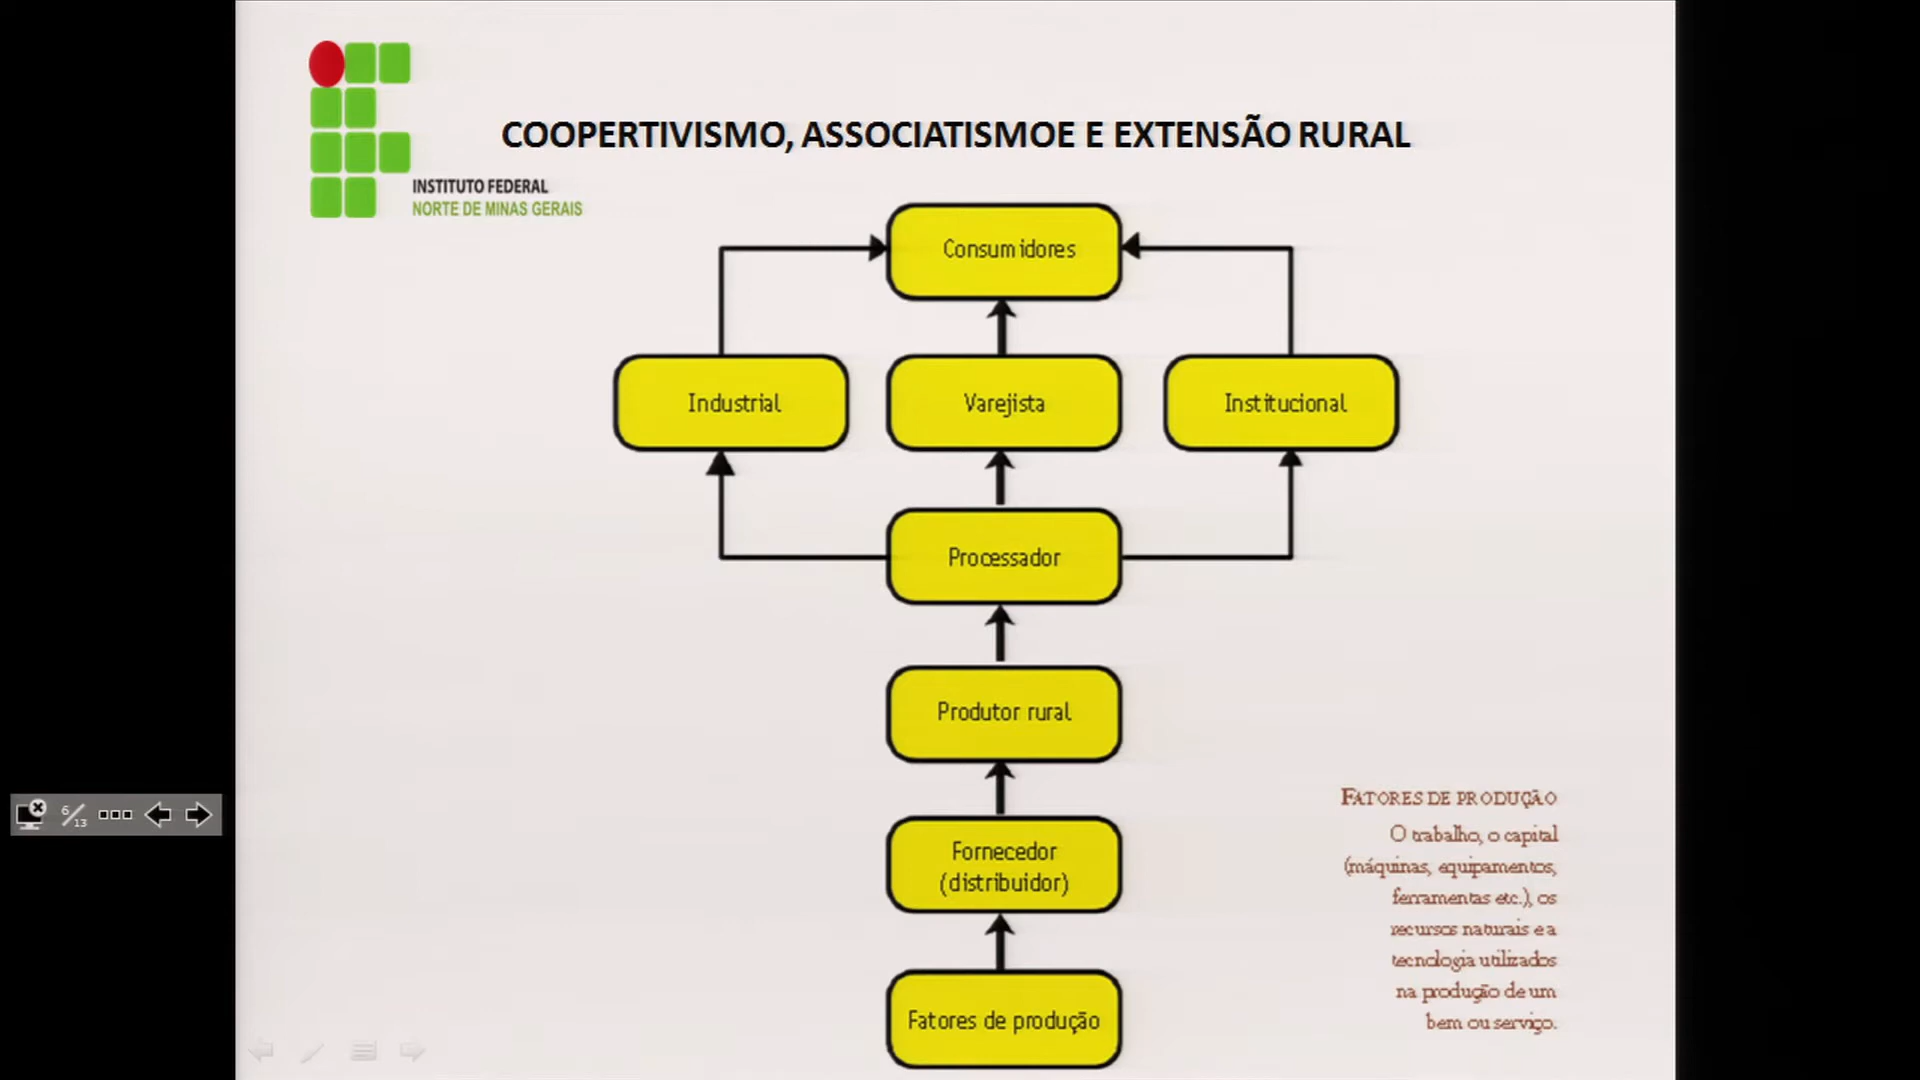 COOPERTIVISMO, ASSOCIATISMOE E EXTENSÃO RURAL
INSTITUTO FEDERAL
NORTE DE MINAS GERAIS
Consumidores
Industrial
Varejista
Institucional
Processador
Produtor rural
Fornecedor
(distribuidor)
Fatores de produção
FATORES DE PRODUÇÃO
O trabalho, o capital
(máquinas, equipamentos,
ferramentas etc.), os
recursos naturais e a
tecnologia utilizados
na produção de um
bem ou serviço.
6/13